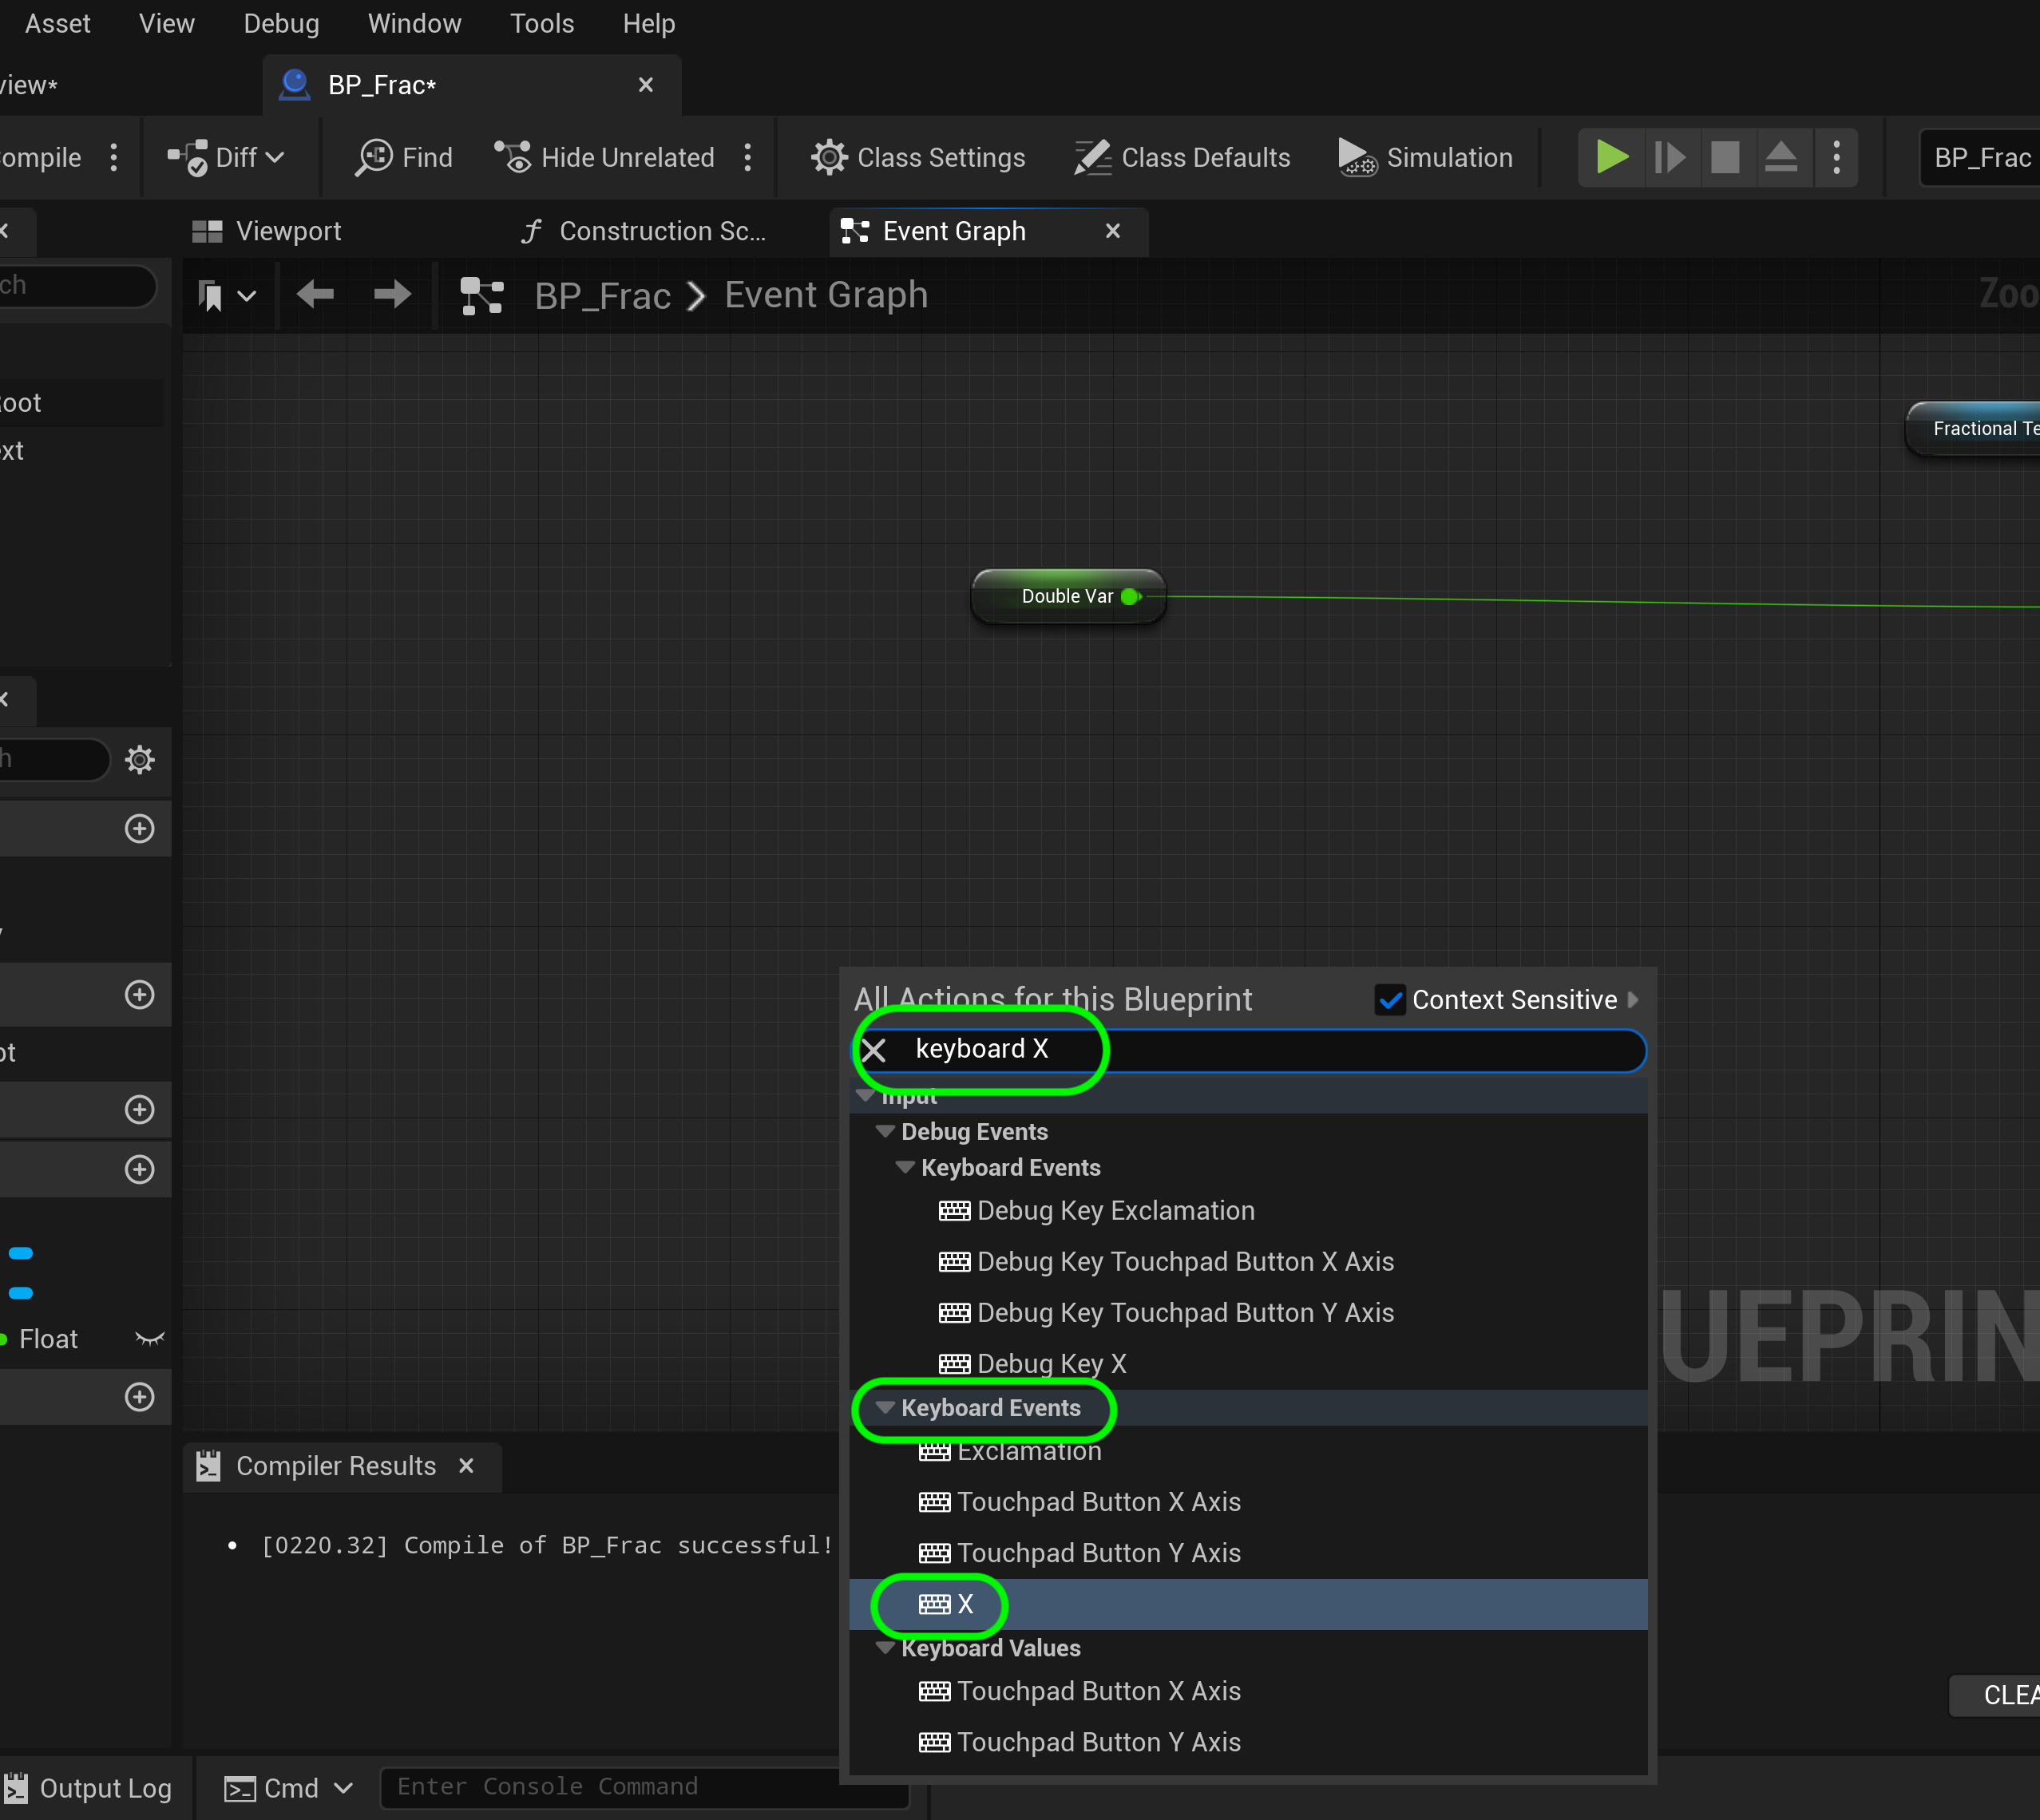 Asset View Debug Window Tools Help
view* BP_Frac*
ompile Diff Find Hide Unrelated Class Settings Class Defaults Simulation BP_Frac
Viewport Construction Sc... Event Graph
ch
BP_Frac > Event Graph Zoo
oot
Fractional Te
ext
Double Var
h
All Actions for this Blueprint Context Sensitive
keyboard X
pt
Input
Debug Events
Keyboard Events
Debug Key Exclamation
Debug Key Touchpad Button X Axis
Debug Key Touchpad Button Y Axis
Float
UEPRIN
Debug Key X
Keyboard Events
Exclamation
Compiler Results
Touchpad Button X Axis
[0220.32] Compile of BP_Frac successful!
Touchpad Button Y Axis
X
Keyboard Values
Touchpad Button X Axis
CLEA
Touchpad Button Y Axis
Output Log Cmd Enter Console Command